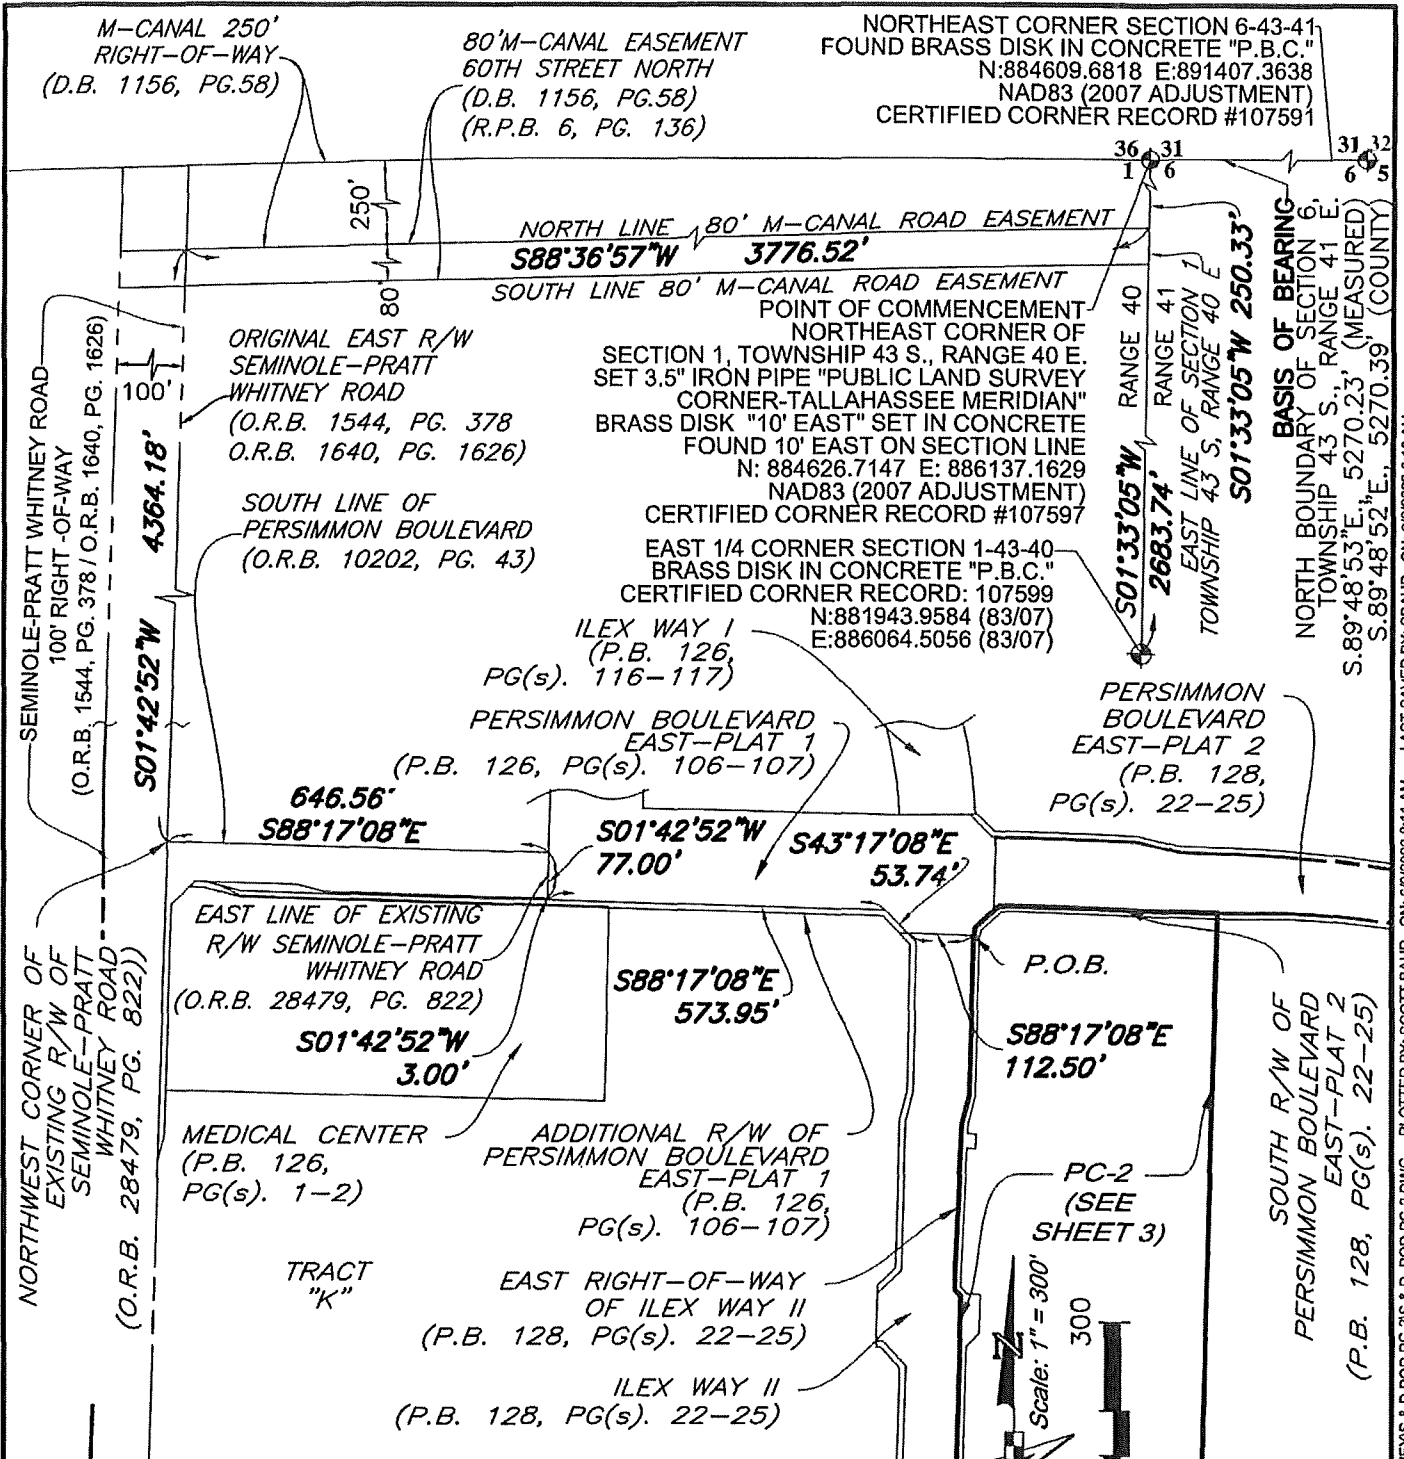 M-CANAL 250'
RIGHT-OF-WAY
(D.B. 1156, PG.58)
80'M-CANAL EASEMENT
60TH STREET NORTH
(D.B. 1156, PG.58)
(R.P.B. 6, PG. 136)
NORTHEAST CORNER SECTION 6-43-41
FOUND BRASS DISK IN CONCRETE "P.B.C."
N:884609.6818 E:891407.3638
NAD83 (2007 ADJUSTMENT)
CERTIFIED CORNER RECORD #107591
36 31
1 6
31 32
6 5
250'
NORTH LINE 80' M-CANAL ROAD EASEMENT
S88°36'57"W 3776.52'
SOUTH LINE 80' M-CANAL ROAD EASEMENT
80'
POINT OF COMMENCEMENT
NORTHEAST CORNER OF
SECTION 1, TOWNSHIP 43 S., RANGE 40 E.
SET 3.5" IRON PIPE "PUBLIC LAND SURVEY
CORNER-TALLAHASSEE MERIDIAN"
BRASS DISK "10' EAST" SET IN CONCRETE
FOUND 10' EAST ON SECTION LINE
N: 884626.7147 E: 886137.1629
NAD83 (2007 ADJUSTMENT)
CERTIFIED CORNER RECORD #107597
EAST 1/4 CORNER SECTION 1-43-40
BRASS DISK IN CONCRETE "P.B.C."
CERTIFIED CORNER RECORD: 107599
N:881943.9584 (83/07)
E:886064.5056 (83/07)
RANGE 40
RANGE 41
S01°33'05"W
2683.74'
EAST LINE OF SECTION 1
TOWNSHIP 43 S, RANGE 40 E
S01°33'05"W 250.33'
BASIS OF BEARING
NORTH BOUNDARY OF SECTION 6,
TOWNSHIP 43 S., RANGE 41 E.
S.89°48'53"E., 5270.23' (MEASURED)
S.89°48'52"E., 5270.39' (COUNTY)
ORIGINAL EAST R/W
SEMINOLE-PRATT
WHITNEY ROAD
(O.R.B. 1544, PG. 378
O.R.B. 1640, PG. 1626)
100'
SEMINOLE-PRATT WHITNEY ROAD
100' RIGHT-OF-WAY
(O.R.B. 1544, PG. 378 / O.R.B. 1640, PG. 1626)
S01°42'52"W 4364.18'
SOUTH LINE OF
PERSIMMON BOULEVARD
(O.R.B. 10202, PG. 43)
ILEX WAY I
(P.B. 126,
PG(s). 116-117)
PERSIMMON BOULEVARD
EAST-PLAT 1
(P.B. 126, PG(s). 106-107)
PERSIMMON
BOULEVARD
EAST-PLAT 2
(P.B. 128,
PG(s). 22-25)
646.56'
S88°17'08"E
S01°42'52"W
77.00'
S43°17'08"E
53.74'
EAST LINE OF EXISTING
R/W SEMINOLE-PRATT
WHITNEY ROAD
(O.R.B. 28479, PG. 822)
S01°42'52"W
3.00'
S88°17'08"E
573.95'
P.O.B.
S88°17'08"E
112.50'
NORTHWEST CORNER OF
EXISTING R/W OF
SEMINOLE-PRATT
WHITNEY ROAD
(O.R.B. 28479, PG. 822))
MEDICAL CENTER
(P.B. 126,
PG(s). 1-2)
ADDITIONAL R/W OF
PERSIMMON BOULEVARD
EAST-PLAT 1
(P.B. 126,
PG(s). 106-107)
PC-2
(SEE
SHEET 3)
SOUTH R/W OF
PERSIMMON BOULEVARD
EAST-PLAT 2
(P.B. 128, PG(s). 22-25)
TRACT
"K"
EAST RIGHT-OF-WAY
OF ILEX WAY II
(P.B. 128, PG(s). 22-25)
ILEX WAY II
(P.B. 128, PG(s). 22-25)
N
Scale: 1" = 300'
300